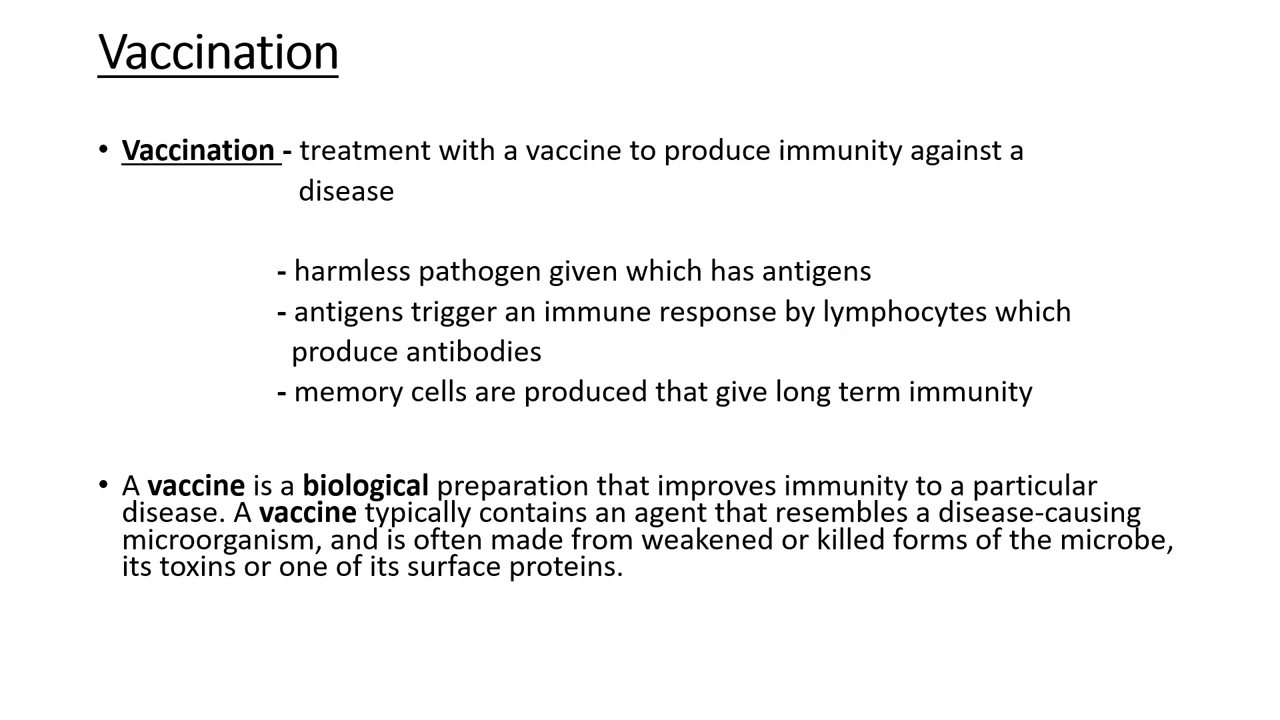 Vaccination
• Vaccination - treatment with a vaccine to produce immunity against a
disease
- harmless pathogen given which has antigens
- antigens trigger an immune response by lymphocytes which
produce antibodies
- memory cells are produced that give long term immunity
• A vaccine is a biological preparation that improves immunity to a particular
disease. A vaccine typically contains an agent that resembles a disease-causing
microorganism, and is often made from weakened or killed forms of the microbe,
its toxins or one of its surface proteins.